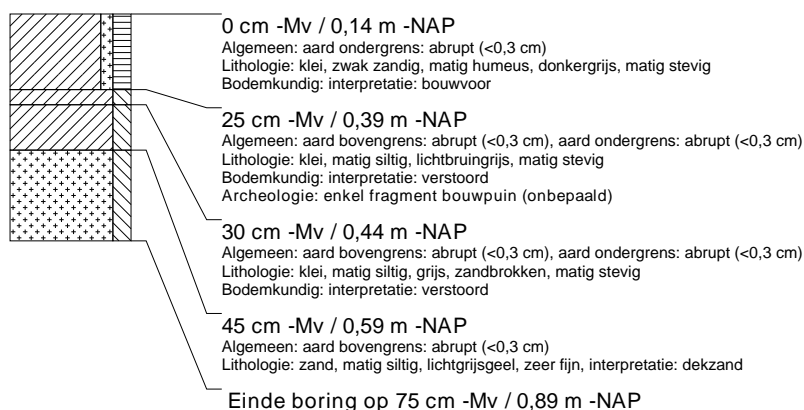 0 cm -Mv / 0,14 m -NAP
Algemeen: aard ondergrens: abrupt (<0,3 cm)
Lithologie: klei, zwak zandig, matig humeus, donkergrijs, matig stevig
Bodemkundig: interpretatie: bouwvoor
25 cm -Mv / 0,39 m -NAP
Algemeen: aard bovengrens: abrupt (<0,3 cm), aard ondergrens: abrupt (<0,3 cm)
Lithologie: klei, matig siltig, lichtbruingrijs, matig stevig
Bodemkundig: interpretatie: verstoord
Archeologie: enkel fragment bouwpuin (onbepaald)
30 cm -Mv / 0,44 m -NAP
Algemeen: aard bovengrens: abrupt (<0,3 cm), aard ondergrens: abrupt (<0,3 cm)
Lithologie: klei, matig siltig, grijs, zandbrokken, matig stevig
Bodemkundig: interpretatie: verstoord
45 cm -Mv / 0,59 m -NAP
Algemeen: aard bovengrens: abrupt (<0,3 cm)
Lithologie: zand, matig siltig, lichtgrijsgeel, zeer fijn, interpretatie: dekzand
Einde boring op 75 cm -Mv / 0,89 m -NAP